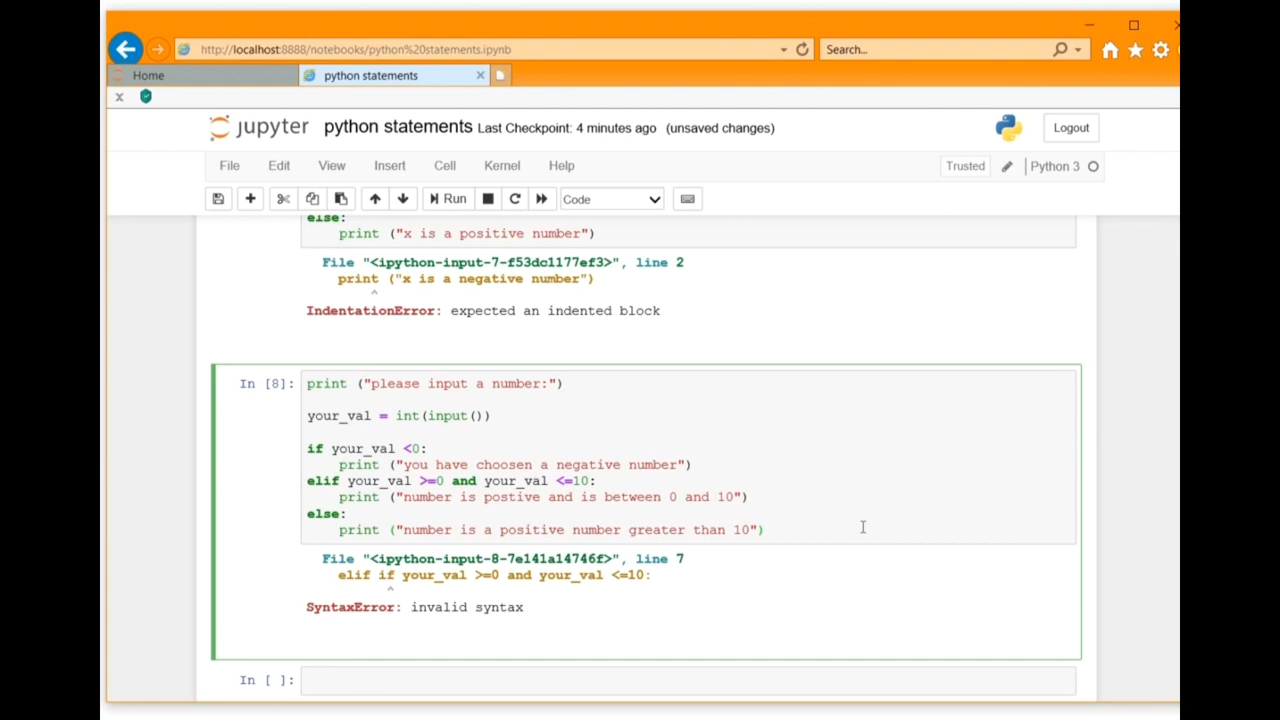 http://localhost:8888/notebooks/python%20statements.ipynb
Search...
Home
python statements
jupyter python statements Last Checkpoint: 4 minutes ago (unsaved changes)
Logout
File Edit View Insert Cell Kernel Help
Trusted Python 3
Run Code
else:
print ("x is a positive number")
File "<ipython-input-7-f53dc1177ef3>", line 2
print ("x is a negative number")
^
IndentationError: expected an indented block
In [8]: print ("please input a number:")
your_val = int(input())
if your_val <0:
print ("you have choosen a negative number")
elif your_val >=0 and your_val <=10:
print ("number is postive and is between 0 and 10")
else:
print ("number is a positive number greater than 10")
File "<ipython-input-8-7e141a14746f>", line 7
elif if your_val >=0 and your_val <=10:
^
SyntaxError: invalid syntax
In [ ]: